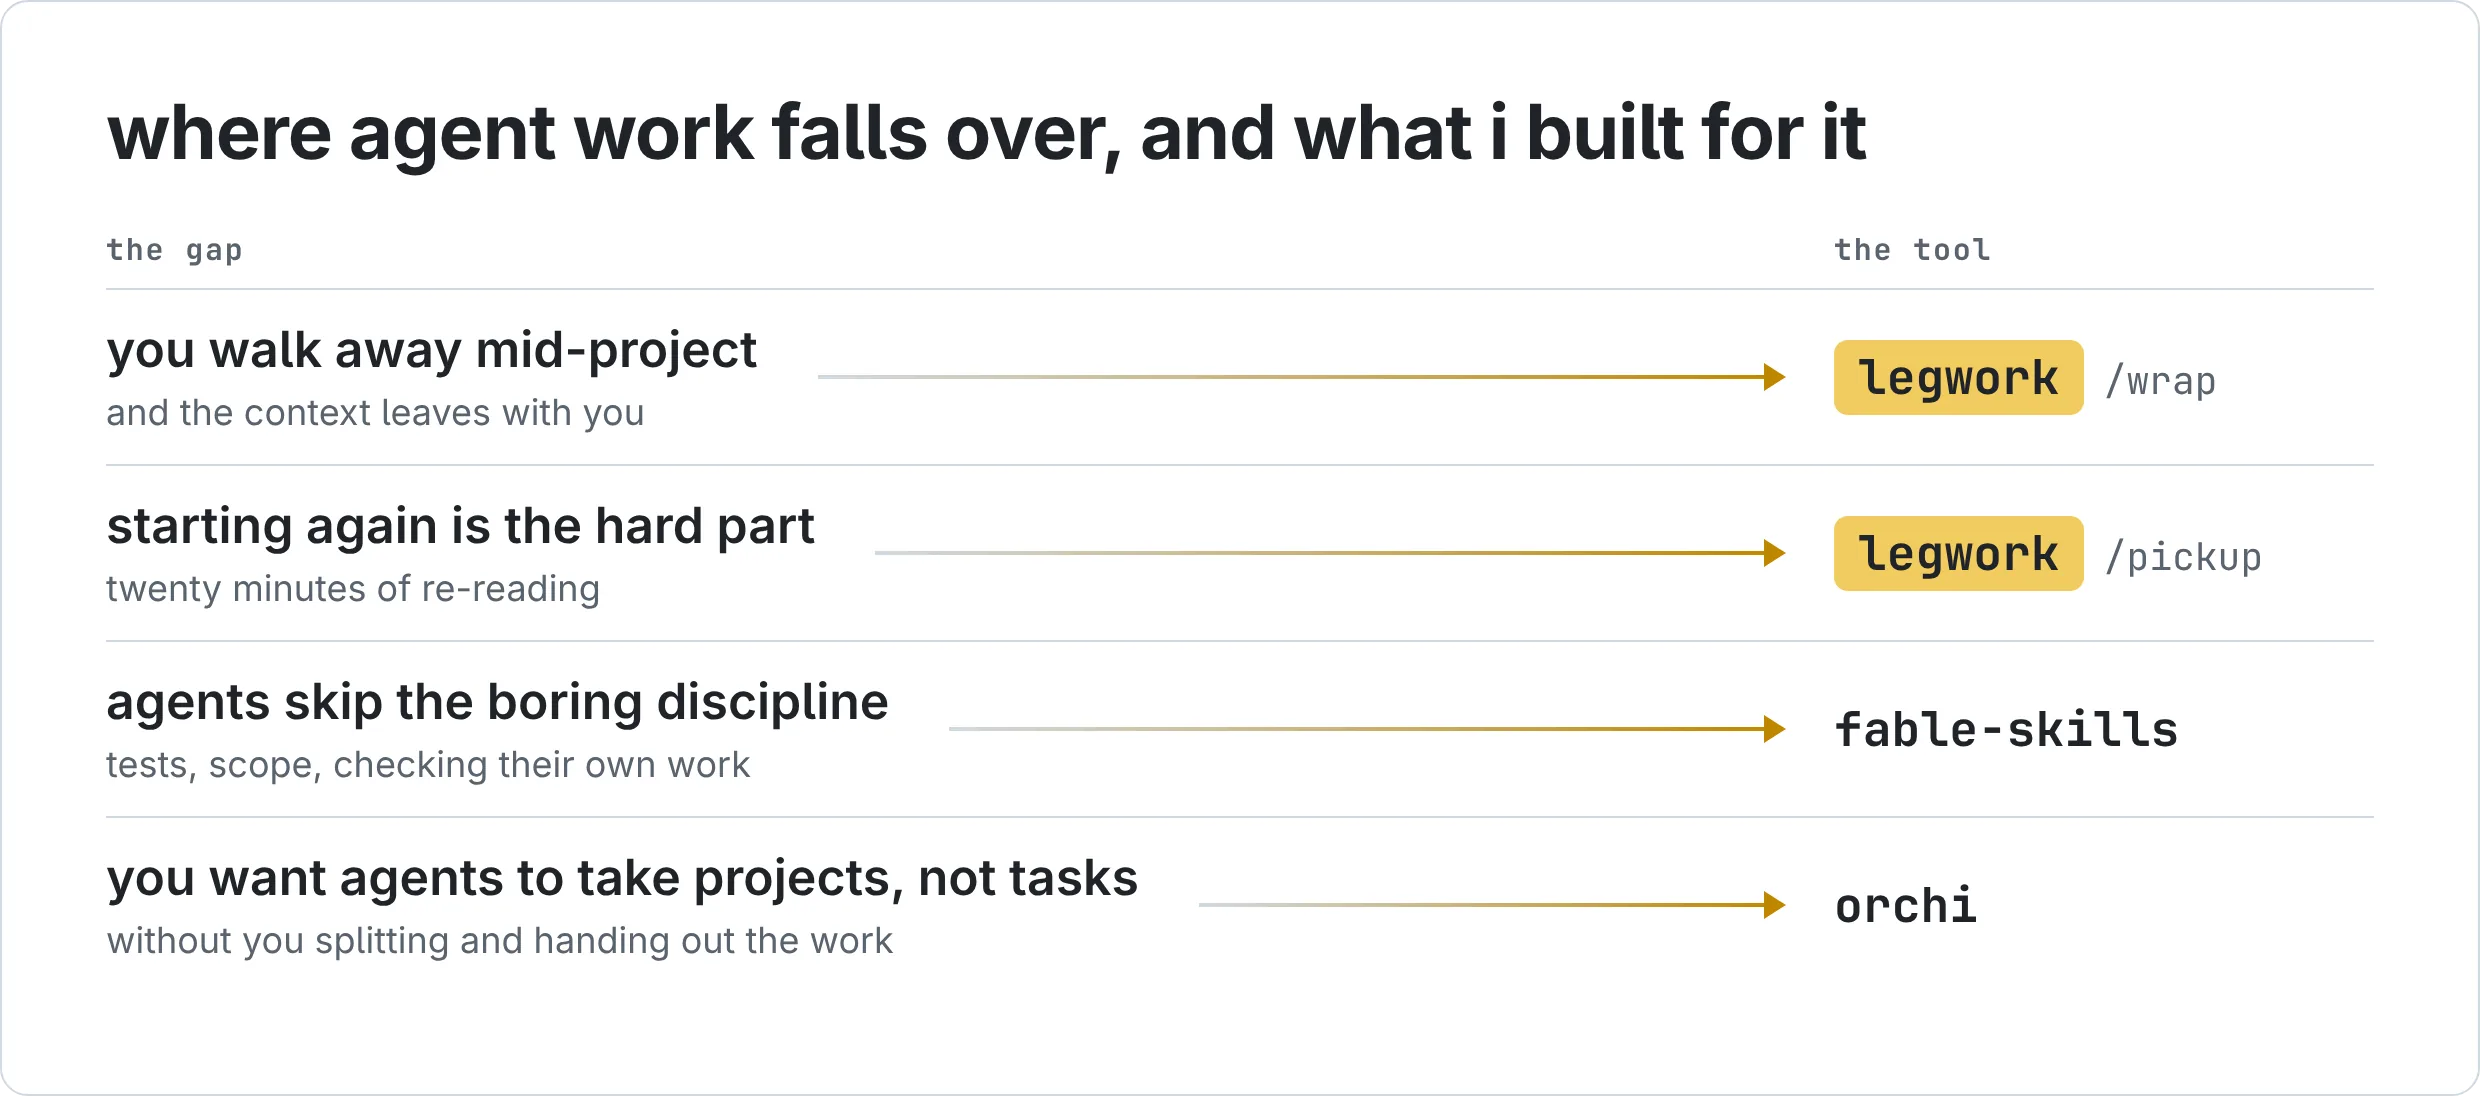 where agent work falls over, and what i built for it
the gap
the tool
you walk away mid-project
and the context leaves with you
legwork /wrap
starting again is the hard part
twenty minutes of re-reading
legwork /pickup
agents skip the boring discipline
tests, scope, checking their own work
fable-skills
you want agents to take projects, not tasks
without you splitting and handing out the work
orchi